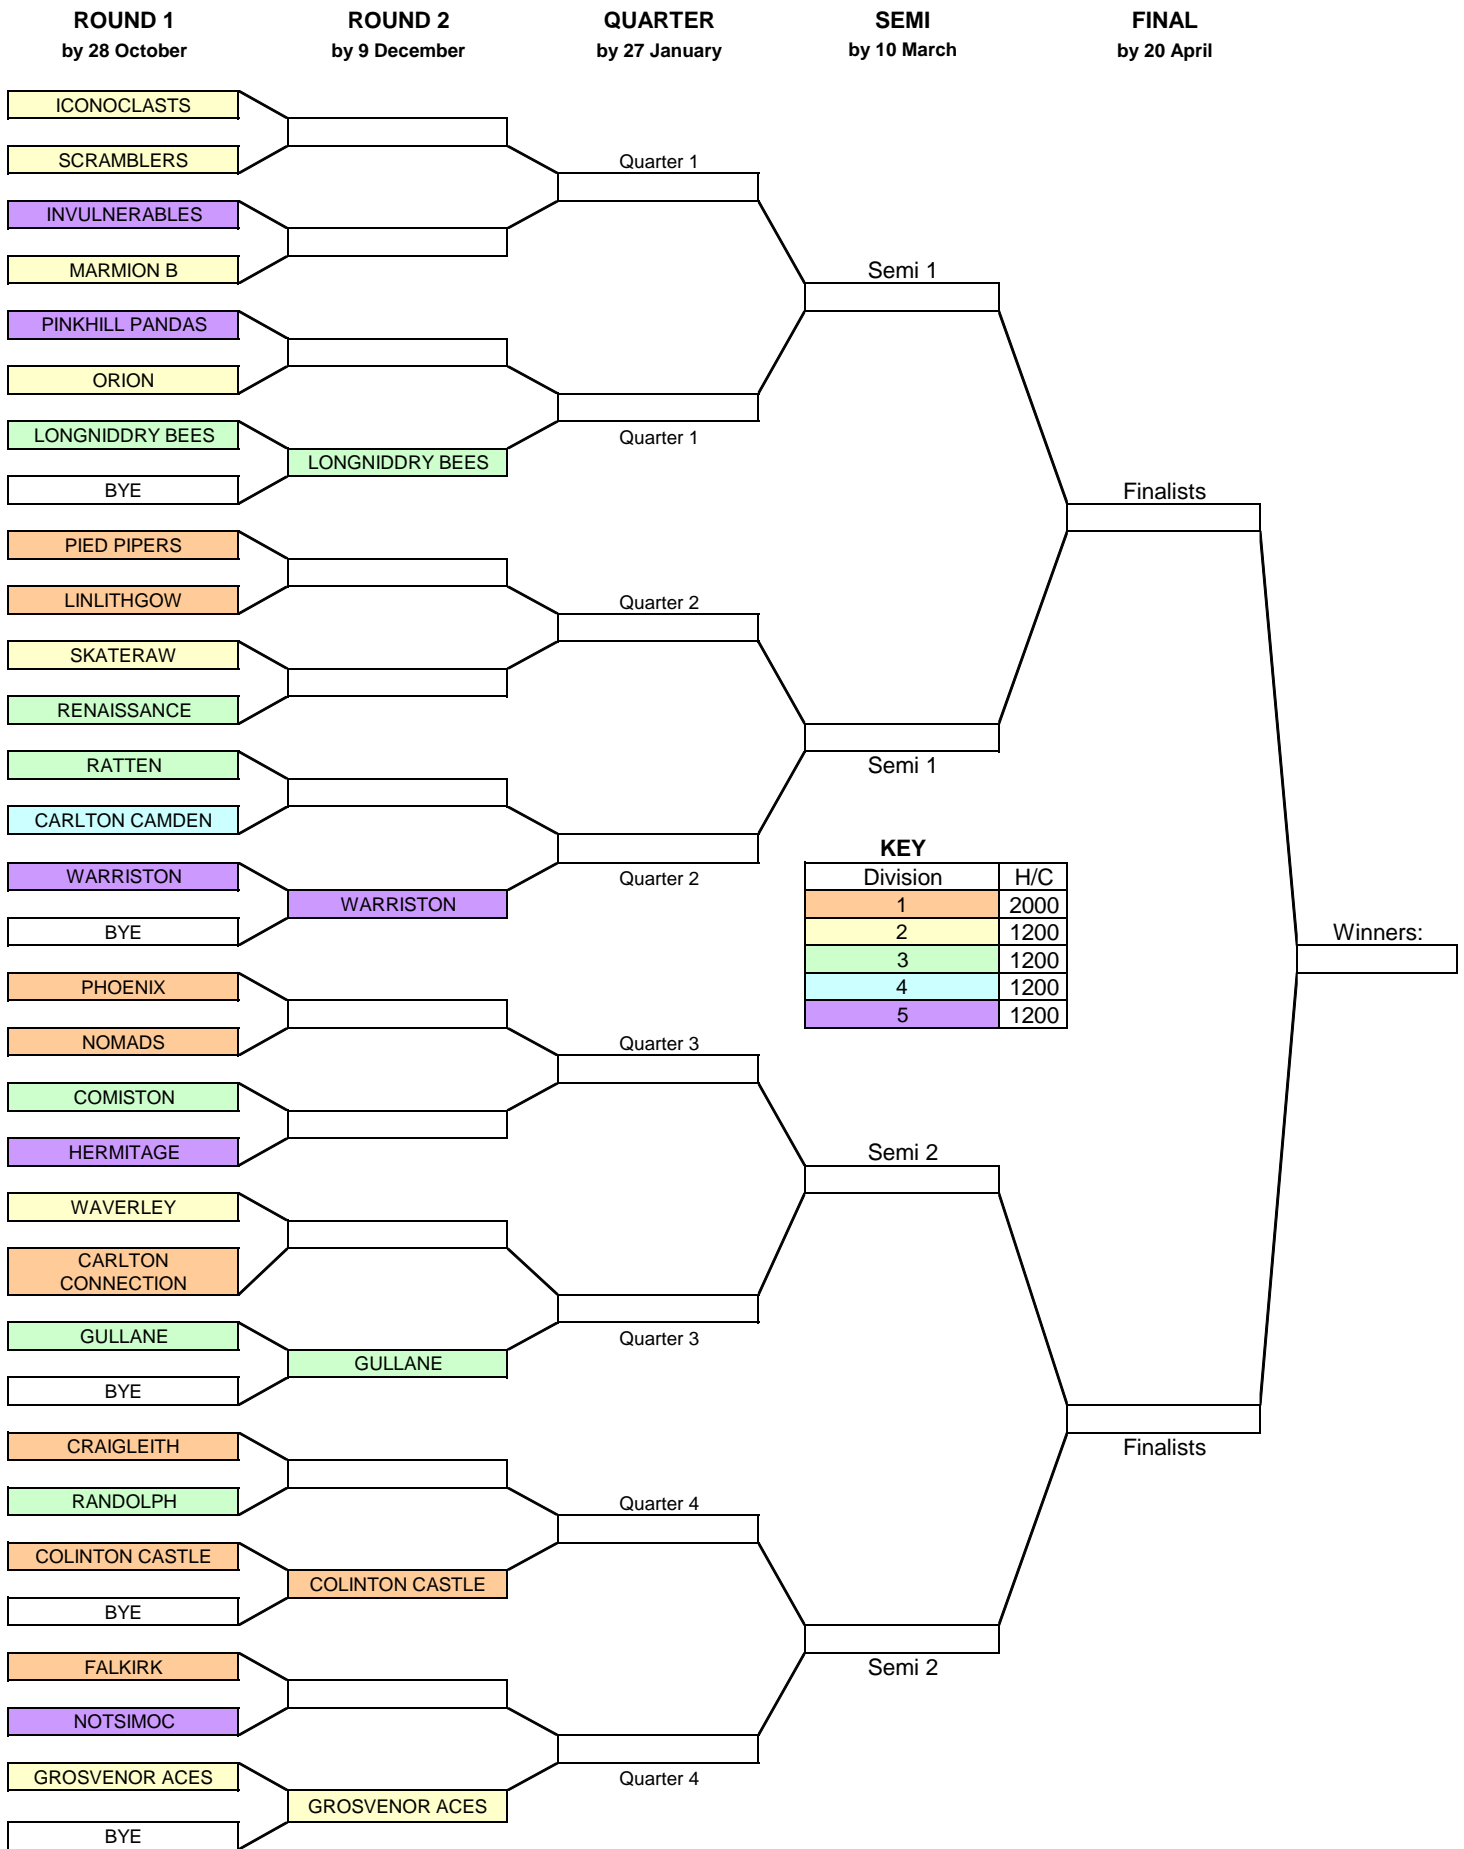 ROUND 1
ROUND 2
QUARTER
SEMI
FINAL
by 28 October
by 9 December
by 27 January
by 10 March
by 20 April
ICONOCLASTS
SCRAMBLERS
Quarter 1
INVULNERABLES
MARMION B
Semi 1
PINKHILL PANDAS
ORION
LONGNIDDRY BEES
Quarter 1
LONGNIDDRY BEES
BYE
Finalists
PIED PIPERS
LINLITHGOW
Quarter 2
SKATERAW
RENAISSANCE
RATTEN
Semi 1
CARLTON CAMDEN
KEY
WARRISTON
Quarter 2
Division
H/C
WARRISTON
1
2000
BYE
2
1200
Winners:
3
1200
PHOENIX
4
1200
5
1200
NOMADS
Quarter 3
COMISTON
HERMITAGE
Semi 2
WAVERLEY
CARLTON
CONNECTION
GULLANE
Quarter 3
GULLANE
BYE
CRAIGLEITH
Finalists
RANDOLPH
Quarter 4
COLINTON CASTLE
COLINTON CASTLE
BYE
FALKIRK
Semi 2
NOTSIMOC
GROSVENOR ACES
Quarter 4
GROSVENOR ACES
BYE